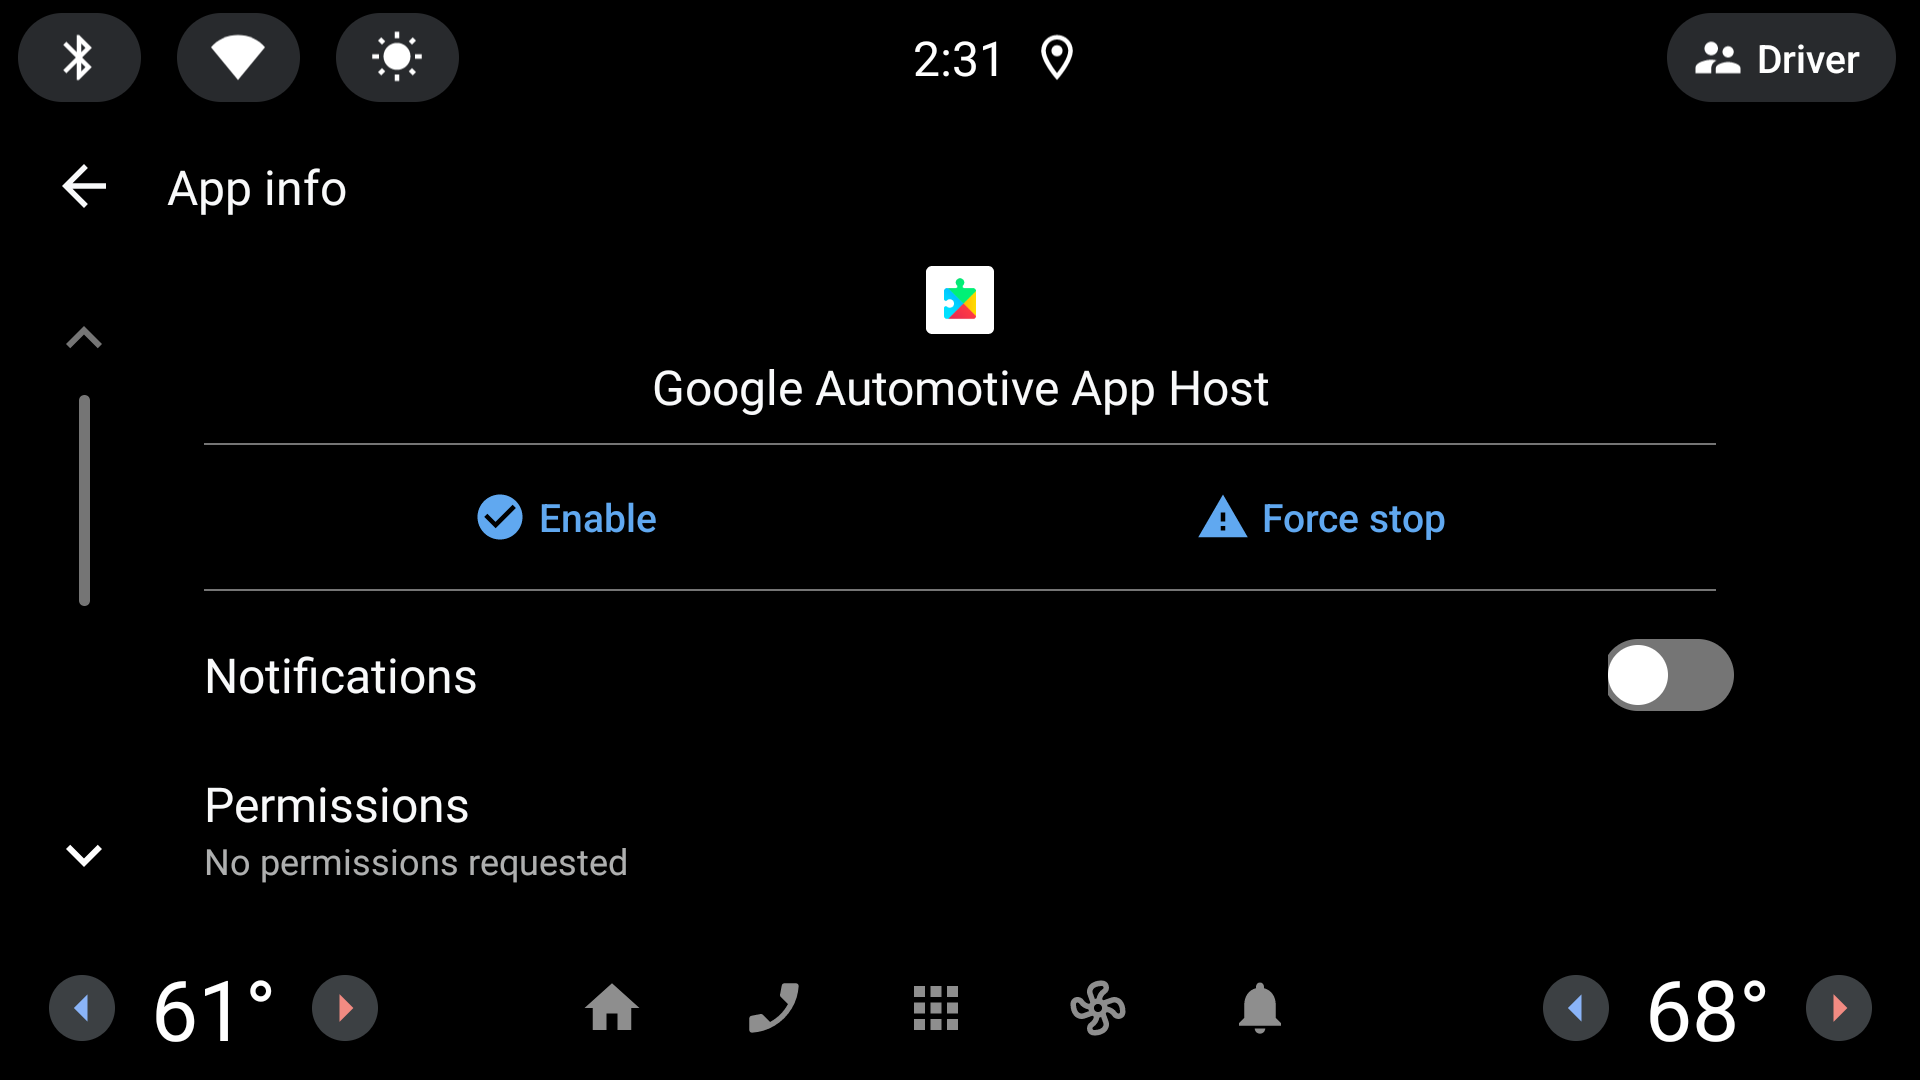 2:31
Driver
App info
Google Automotive App Host
Enable
Force stop
Notifications
Permissions
No permissions requested
61°
68°